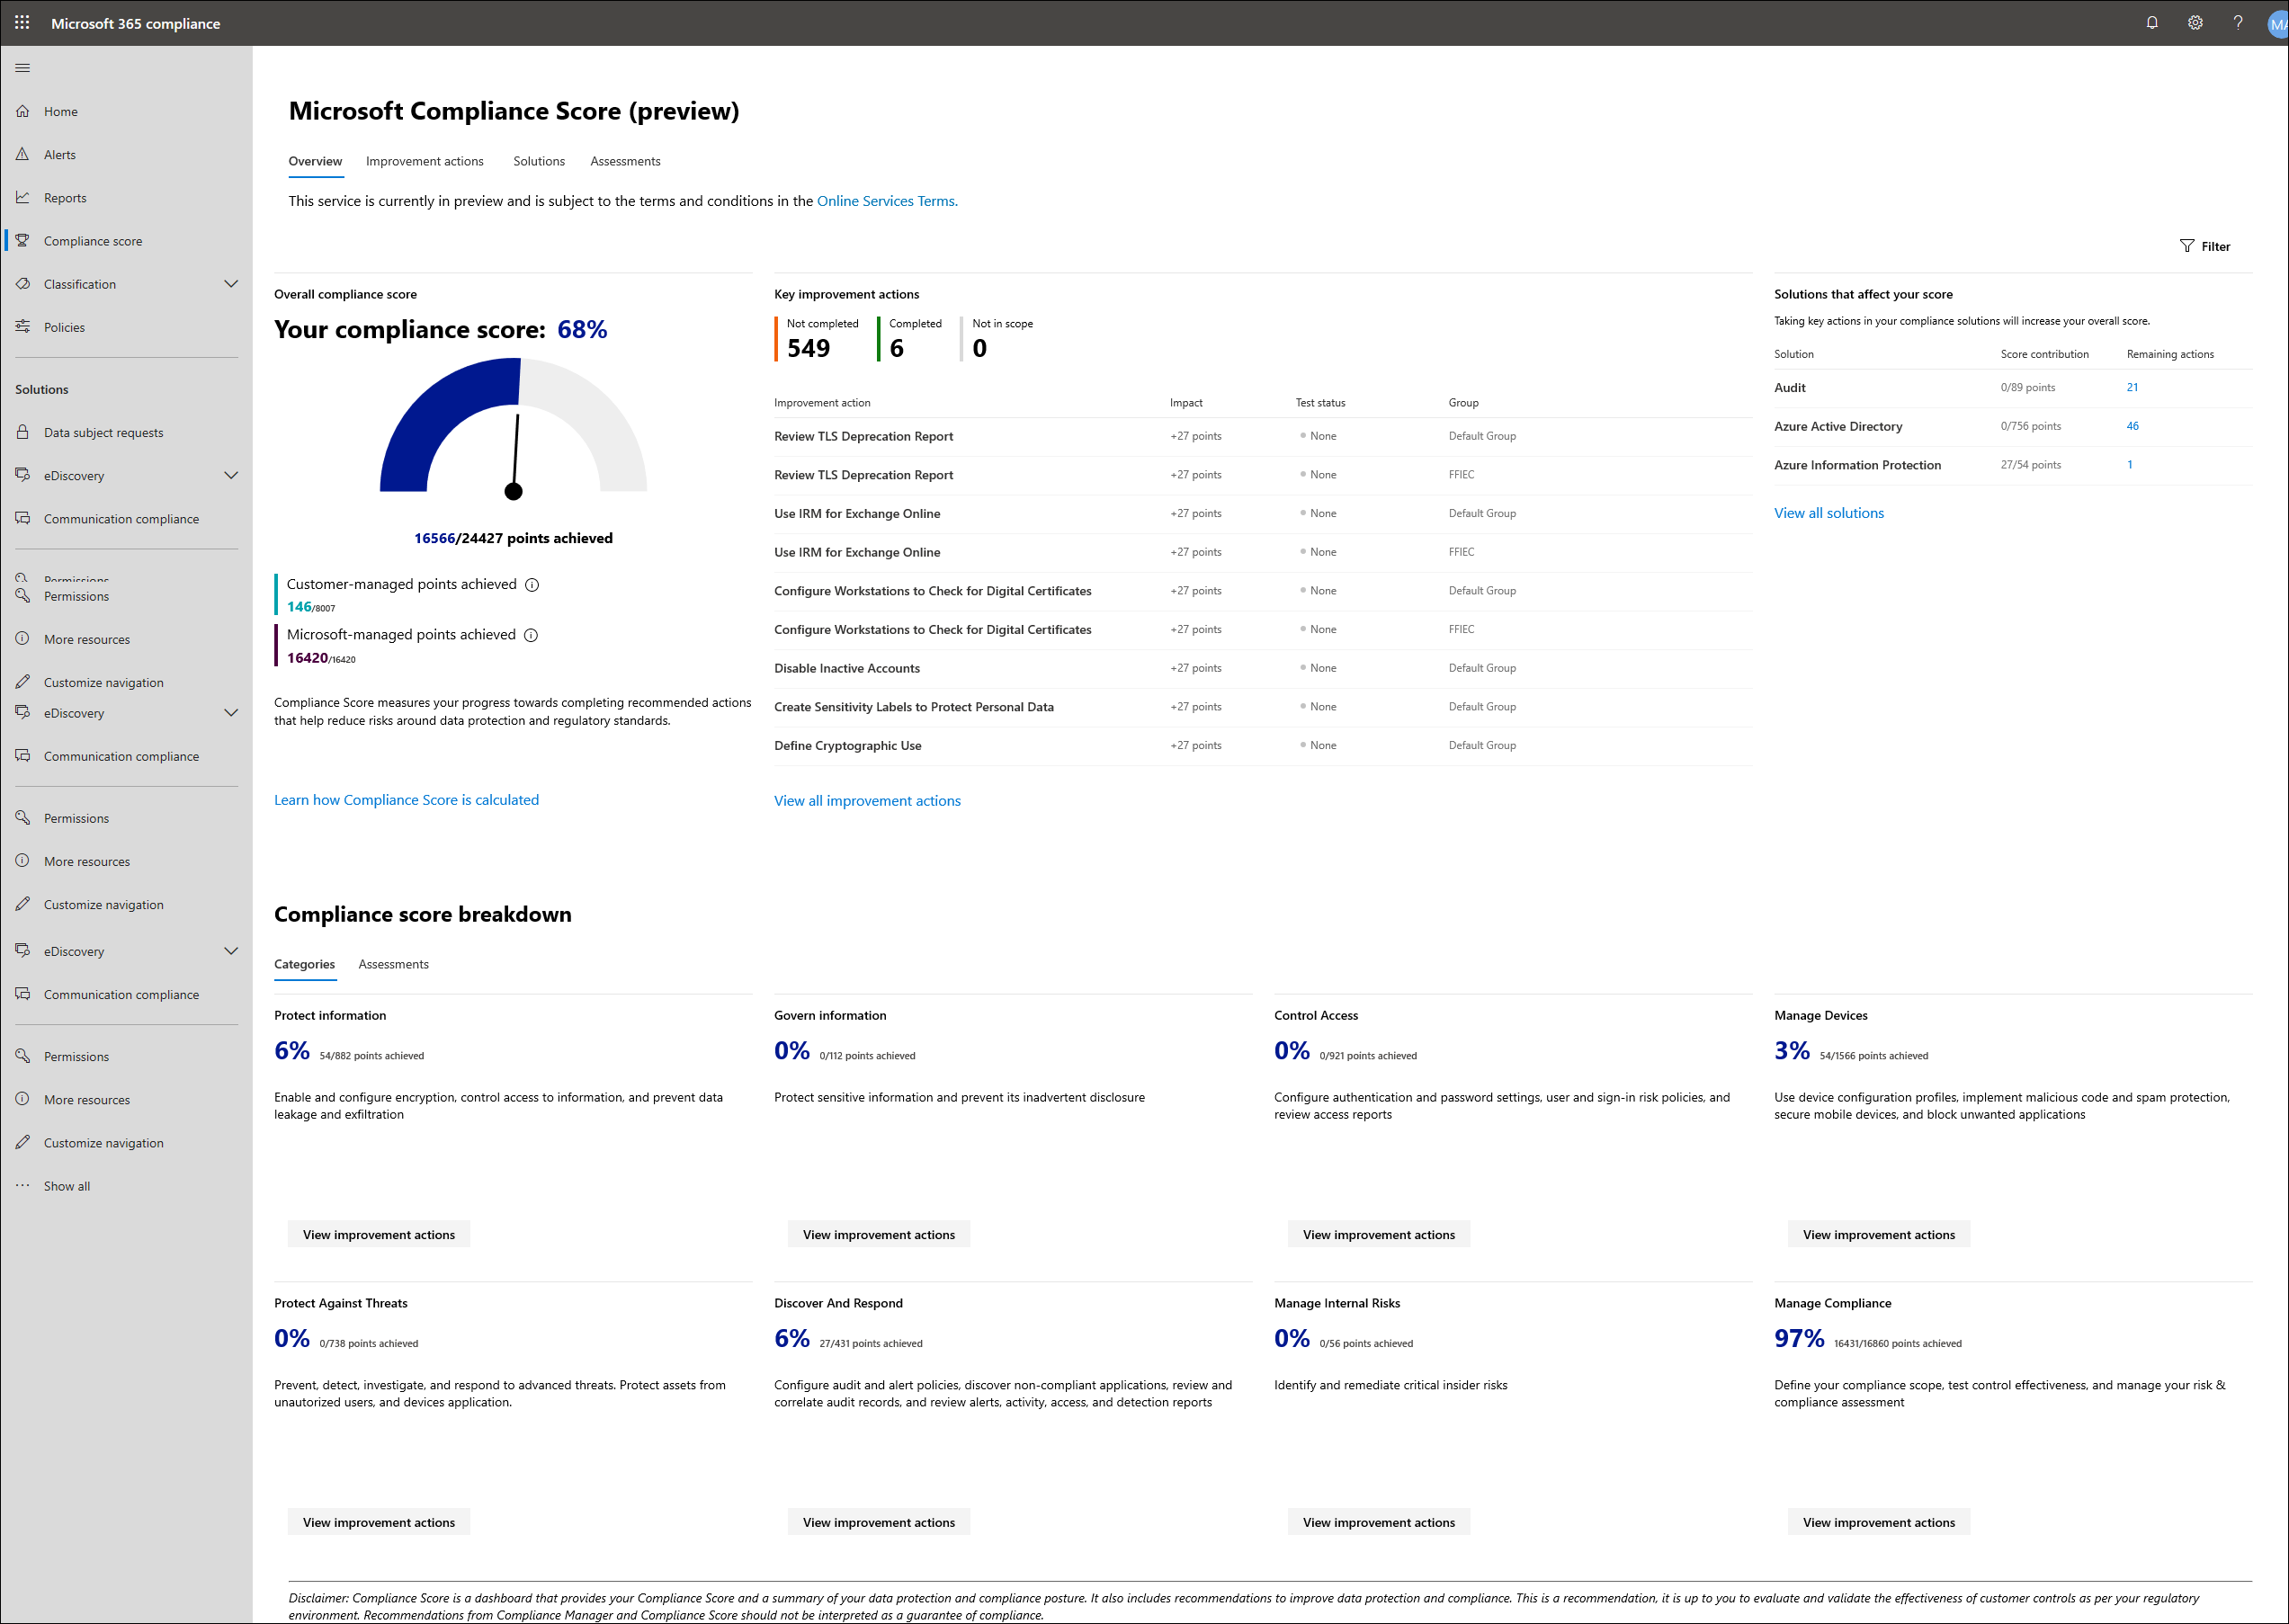 Microsoft 365 compliance
MA
Home
Alerts
Reports
Compliance score
Classification
Policies
Solutions
Data subject requests
eDiscovery
Communication compliance
Permissions
Permissions
More resources
Customize navigation
eDiscovery
Communication compliance
Permissions
More resources
Customize navigation
eDiscovery
Communication compliance
Permissions
More resources
Customize navigation
Show all
Microsoft Compliance Score (preview)
Overview Improvement actions Solutions Assessments
This service is currently in preview and is subject to the terms and conditions in the Online Services Terms.
Filter
Overall compliance score
Your compliance score: 68%
16566/24427 points achieved
Customer-managed points achieved
146/8007
Microsoft-managed points achieved
16420/16420
Compliance Score measures your progress towards completing recommended actions
that help reduce risks around data protection and regulatory standards.
Learn how Compliance Score is calculated
Key improvement actions
Not completed Completed Not in scope
549 6 0
Improvement action Impact Test status Group
Review TLS Deprecation Report +27 points None Default Group
Review TLS Deprecation Report +27 points None FFIEC
Use IRM for Exchange Online +27 points None Default Group
Use IRM for Exchange Online +27 points None FFIEC
Configure Workstations to Check for Digital Certificates +27 points None Default Group
Configure Workstations to Check for Digital Certificates +27 points None FFIEC
Disable Inactive Accounts +27 points None Default Group
Create Sensitivity Labels to Protect Personal Data +27 points None Default Group
Define Cryptographic Use +27 points None Default Group
View all improvement actions
Solutions that affect your score
Taking key actions in your compliance solutions will increase your overall score.
Solution Score contribution Remaining actions
Audit 0/89 points 21
Azure Active Directory 0/756 points 46
Azure Information Protection 27/54 points 1
View all solutions
Compliance score breakdown
Categories Assessments
Protect information
6% 54/882 points achieved
Enable and configure encryption, control access to information, and prevent data
leakage and exfiltration
View improvement actions
Govern information
0% 0/112 points achieved
Protect sensitive information and prevent its inadvertent disclosure
View improvement actions
Control Access
0% 0/921 points achieved
Configure authentication and password settings, user and sign-in risk policies, and
review access reports
View improvement actions
Manage Devices
3% 54/1566 points achieved
Use device configuration profiles, implement malicious code and spam protection,
secure mobile devices, and block unwanted applications
View improvement actions
Protect Against Threats
0% 0/738 points achieved
Prevent, detect, investigate, and respond to advanced threats. Protect assets from
unauthorized users, and devices application.
View improvement actions
Discover And Respond
6% 27/431 points achieved
Configure audit and alert policies, discover non-compliant applications, review and
correlate audit records, and review alerts, activity, access, and detection reports
View improvement actions
Manage Internal Risks
0% 0/56 points achieved
Identify and remediate critical insider risks
View improvement actions
Manage Compliance
97% 16431/16860 points achieved
Define your compliance scope, test control effectiveness, and manage your risk &
compliance assessment
View improvement actions
Disclaimer: Compliance Score is a dashboard that provides your Compliance Score and a summary of your data protection and compliance posture. It also includes recommendations to improve data protection and compliance. This is a recommendation, it is up to you to evaluate and validate the effectiveness of customer controls as per your regulatory
environment. Recommendations from Compliance Manager and Compliance Score should not be interpreted as a guarantee of compliance.